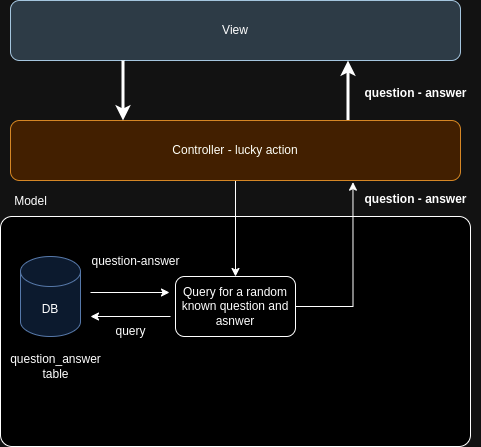 View
question - answer
Controller - lucky action
Model
question - answer
question-answer
Query for a random
known question and
asnwer
DB
query
question_answer
table